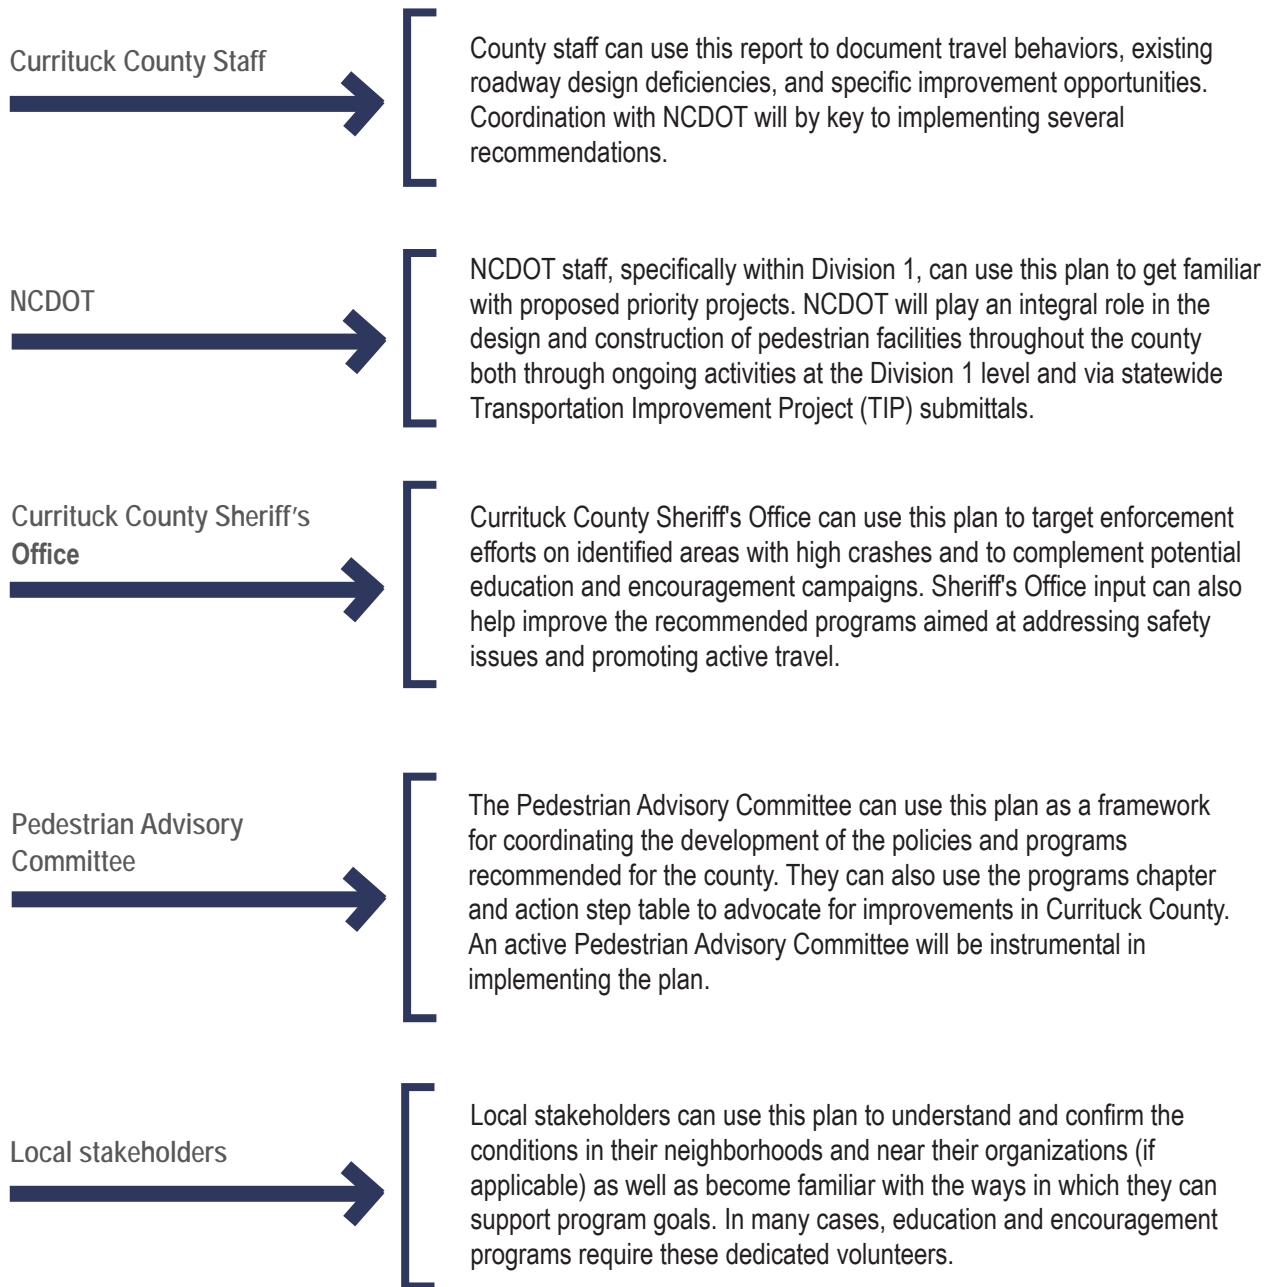 Currituck County Staff
County staff can use this report to document travel behaviors, existing
roadway design deficiencies, and specific improvement opportunities.
Coordination with NCDOT will by key to implementing several
recommendations.
NCDOT
NCDOT staff, specifically within Division 1, can use this plan to get familiar
with proposed priority projects. NCDOT will play an integral role in the
design and construction of pedestrian facilities throughout the county
both through ongoing activities at the Division 1 level and via statewide
Transportation Improvement Project (TIP) submittals.
Currituck County Sheriff's
Office
Currituck County Sheriff's Office can use this plan to target enforcement
efforts on identified areas with high crashes and to complement potential
education and encouragement campaigns. Sheriff's Office input can also
help improve the recommended programs aimed at addressing safety
issues and promoting active travel.
Pedestrian Advisory
Committee
The Pedestrian Advisory Committee can use this plan as a framework
for coordinating the development of the policies and programs
recommended for the county. They can also use the programs chapter
and action step table to advocate for improvements in Currituck County.
An active Pedestrian Advisory Committee will be instrumental in
implementing the plan.
Local stakeholders
Local stakeholders can use this plan to understand and confirm the
conditions in their neighborhoods and near their organizations (if
applicable) as well as become familiar with the ways in which they can
support program goals. In many cases, education and encouragement
programs require these dedicated volunteers.